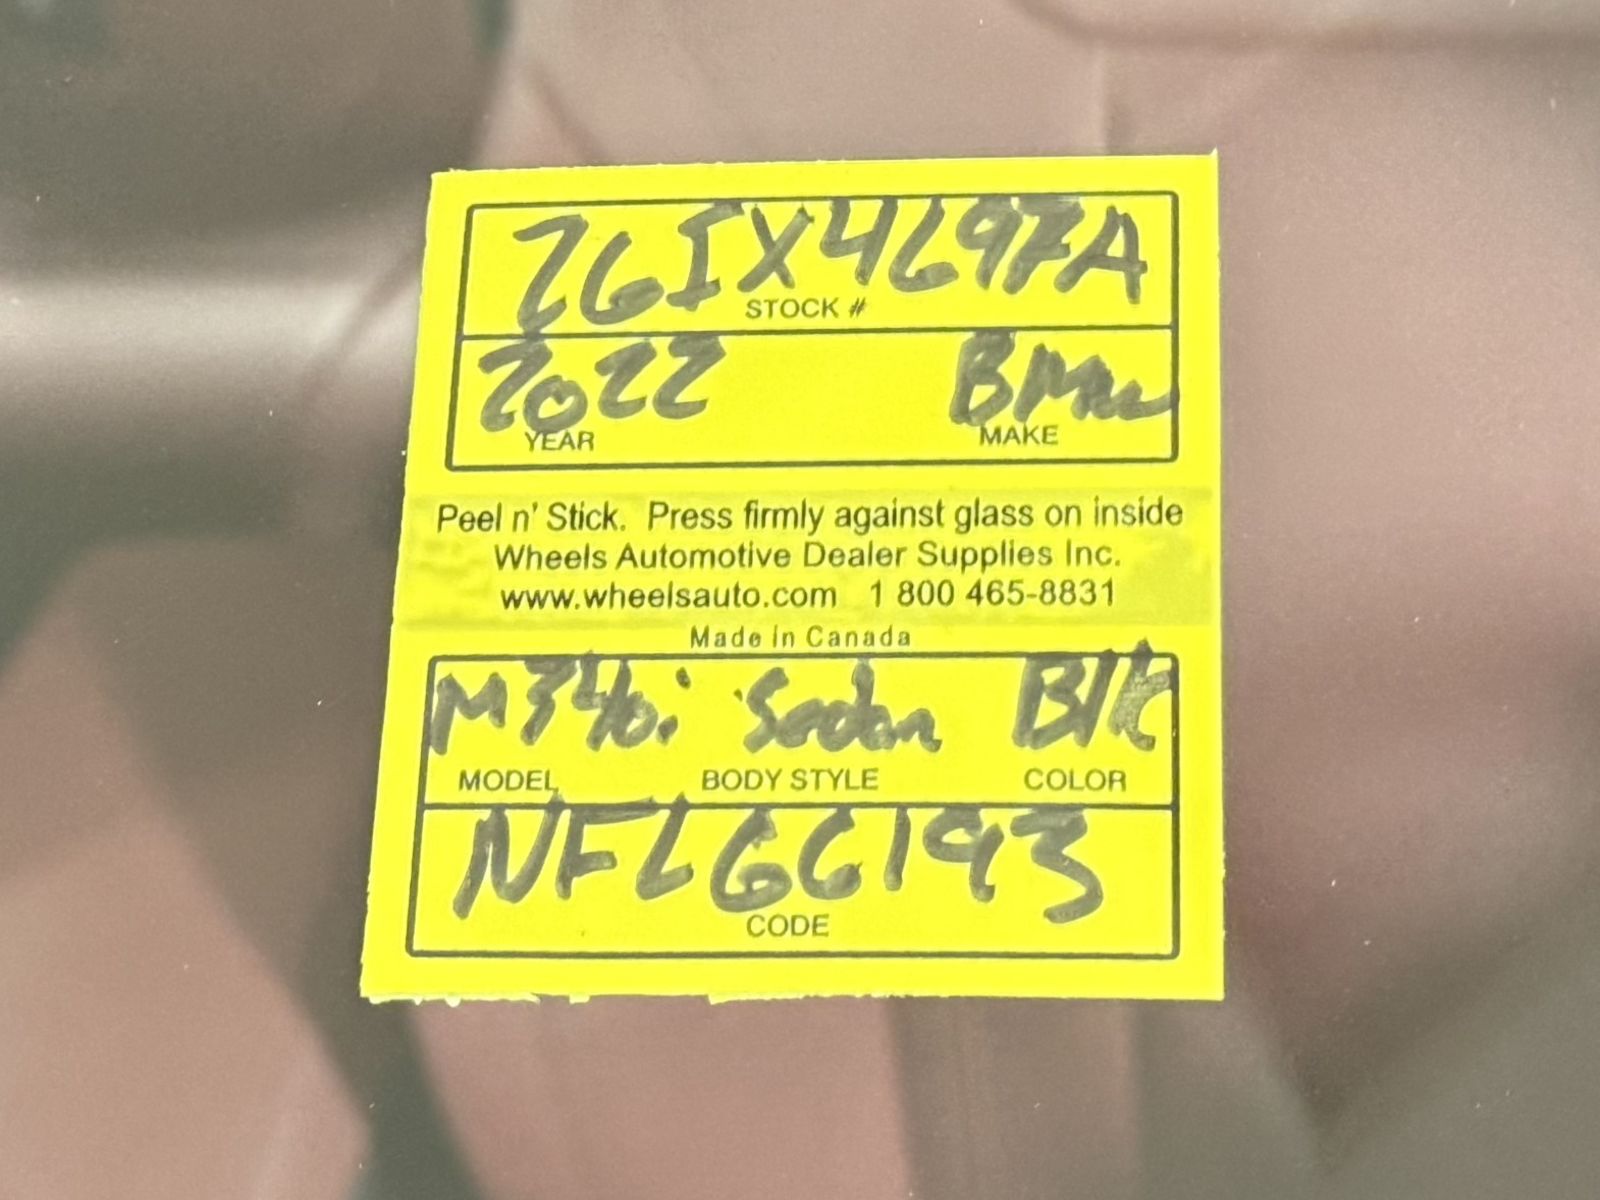 26IX4697A
STOCK #
2022 BMW
YEAR MAKE
Peel n' Stick. Press firmly against glass on inside
Wheels Automotive Dealer Supplies Inc.
www.wheelsauto.com 1 800 465-8831
Made in Canada
M340i Sedan Blk
MODEL BODY STYLE COLOR
NFL66193
CODE